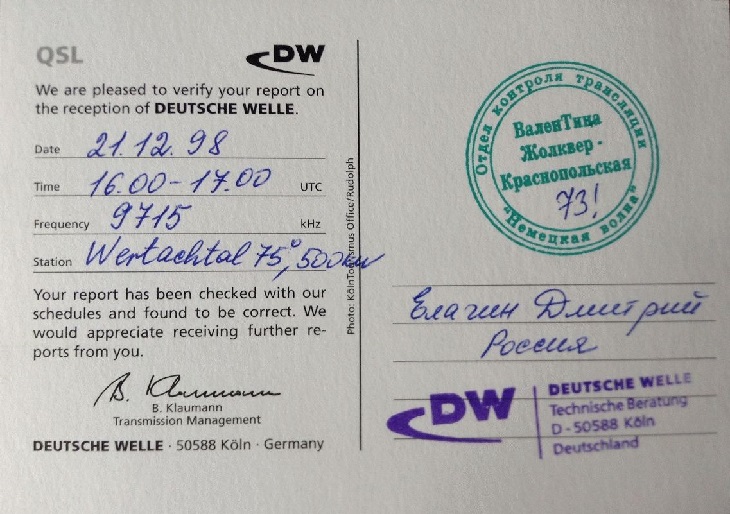 QSL
DW
We are pleased to verify your report on
the reception of DEUTSCHE WELLE.
Date 21.12.98
Time 16.00-17.00 UTC
Frequency 9715 kHz
Station Wertachtal 75°, 500kW
Your report has been checked with our
schedules and found to be correct. We
would appreciate receiving further re-
ports from you.
B. Klaumann
B. Klaumann
Transmission Management
DEUTSCHE WELLE · 50588 Köln · Germany
Photo: KölnTourismus Office/Rudolph
Отдел контроля трансляции
ВаленТина
Жолквер-
Краснопольская
73!
"Немецкая волна"
Елагин Дмитрий
Россия
DW
DEUTSCHE WELLE
Technische Beratung
D - 50588 Köln
Deutschland